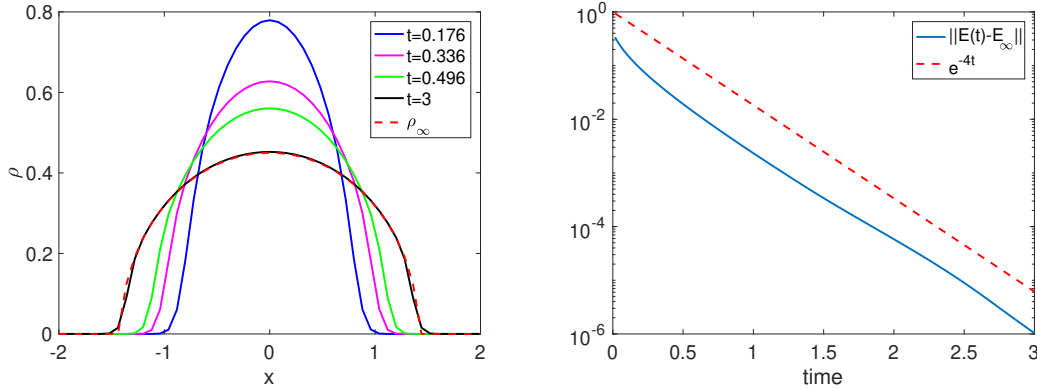 0.8
0.6
0.4
0.2
0
ρ
-2
-1
0
1
2
x
t=0.176
t=0.336
t=0.496
t=3
ρ∞
10⁰
10⁻²
10⁻⁴
10⁻⁶
0
0.5
1
1.5
2
2.5
3
time
||E(t)-E∞||
e⁻⁴ᵗ